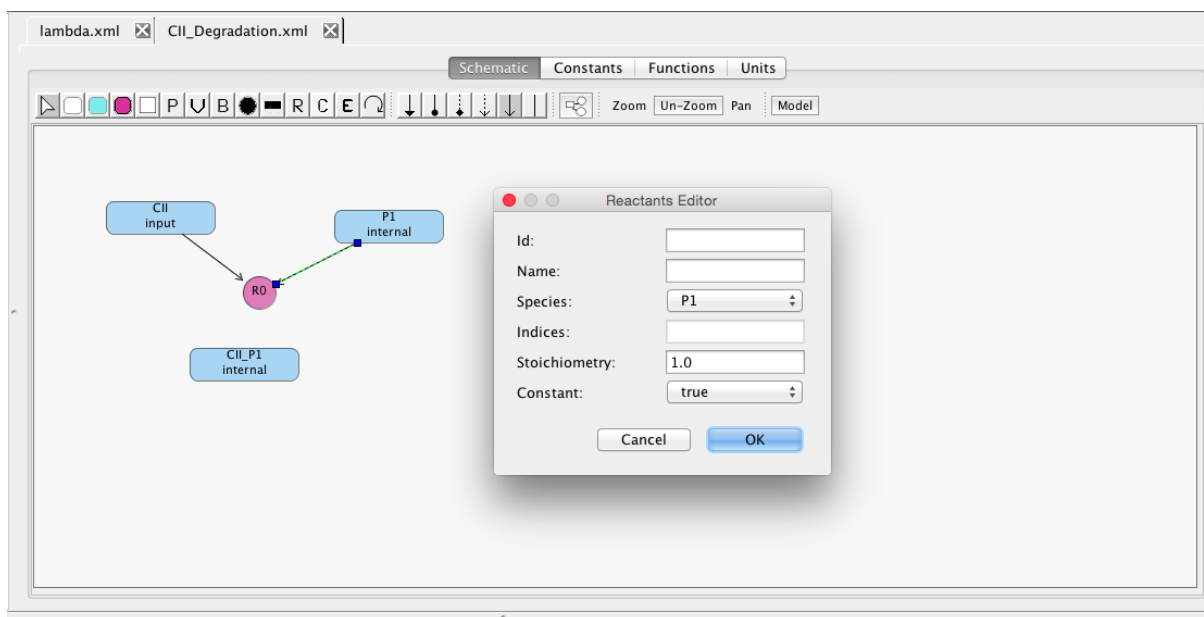 lambda.xml CII_Degradation.xml
Schematic Constants Functions Units
P V B R C E Zoom Un-Zoom Pan Model
CII
input
P1
internal
R0
CII_P1
internal
Reactants Editor
Id:
Name:
Species: P1
Indices:
Stoichiometry: 1.0
Constant: true
Cancel OK